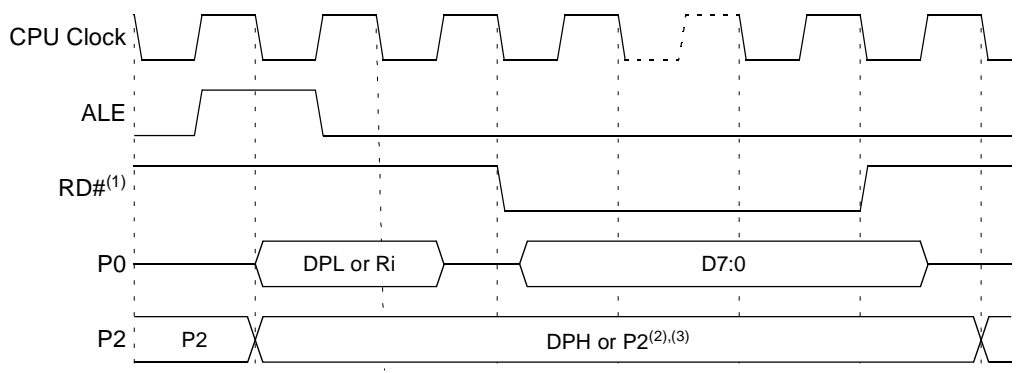 CPU Clock
ALE
RD#(1)
P0 DPL or Ri D7:0
P2 P2 DPH or P2(2),(3)